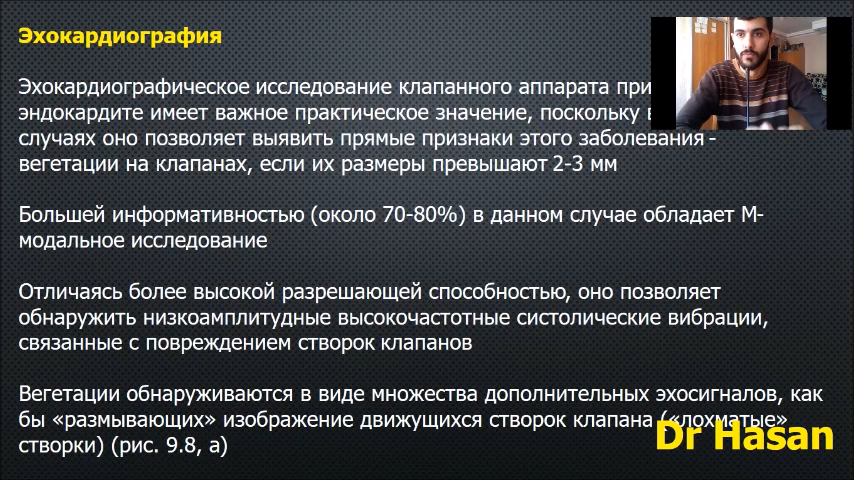 Эхокардиография
Эхокардиографическое исследование клапанного аппарата при
эндокардите имеет важное практическое значение, поскольку
случаях оно позволяет выявить прямые признаки этого заболевания -
вегетации на клапанах, если их размеры превышают 2-3 мм
Большей информативностью (около 70-80%) в данном случае обладает М-
модальное исследование
Отличаясь более высокой разрешающей способностью, оно позволяет
обнаружить низкоамплитудные высокочастотные систолические вибрации,
связанные с повреждением створок клапанов
Вегетации обнаруживаются в виде множества дополнительных эхосигналов, как
бы «размывающих» изображение движущихся створок клапана («лохматые»
створки) (рис. 9.8, а)
Dr Hasan